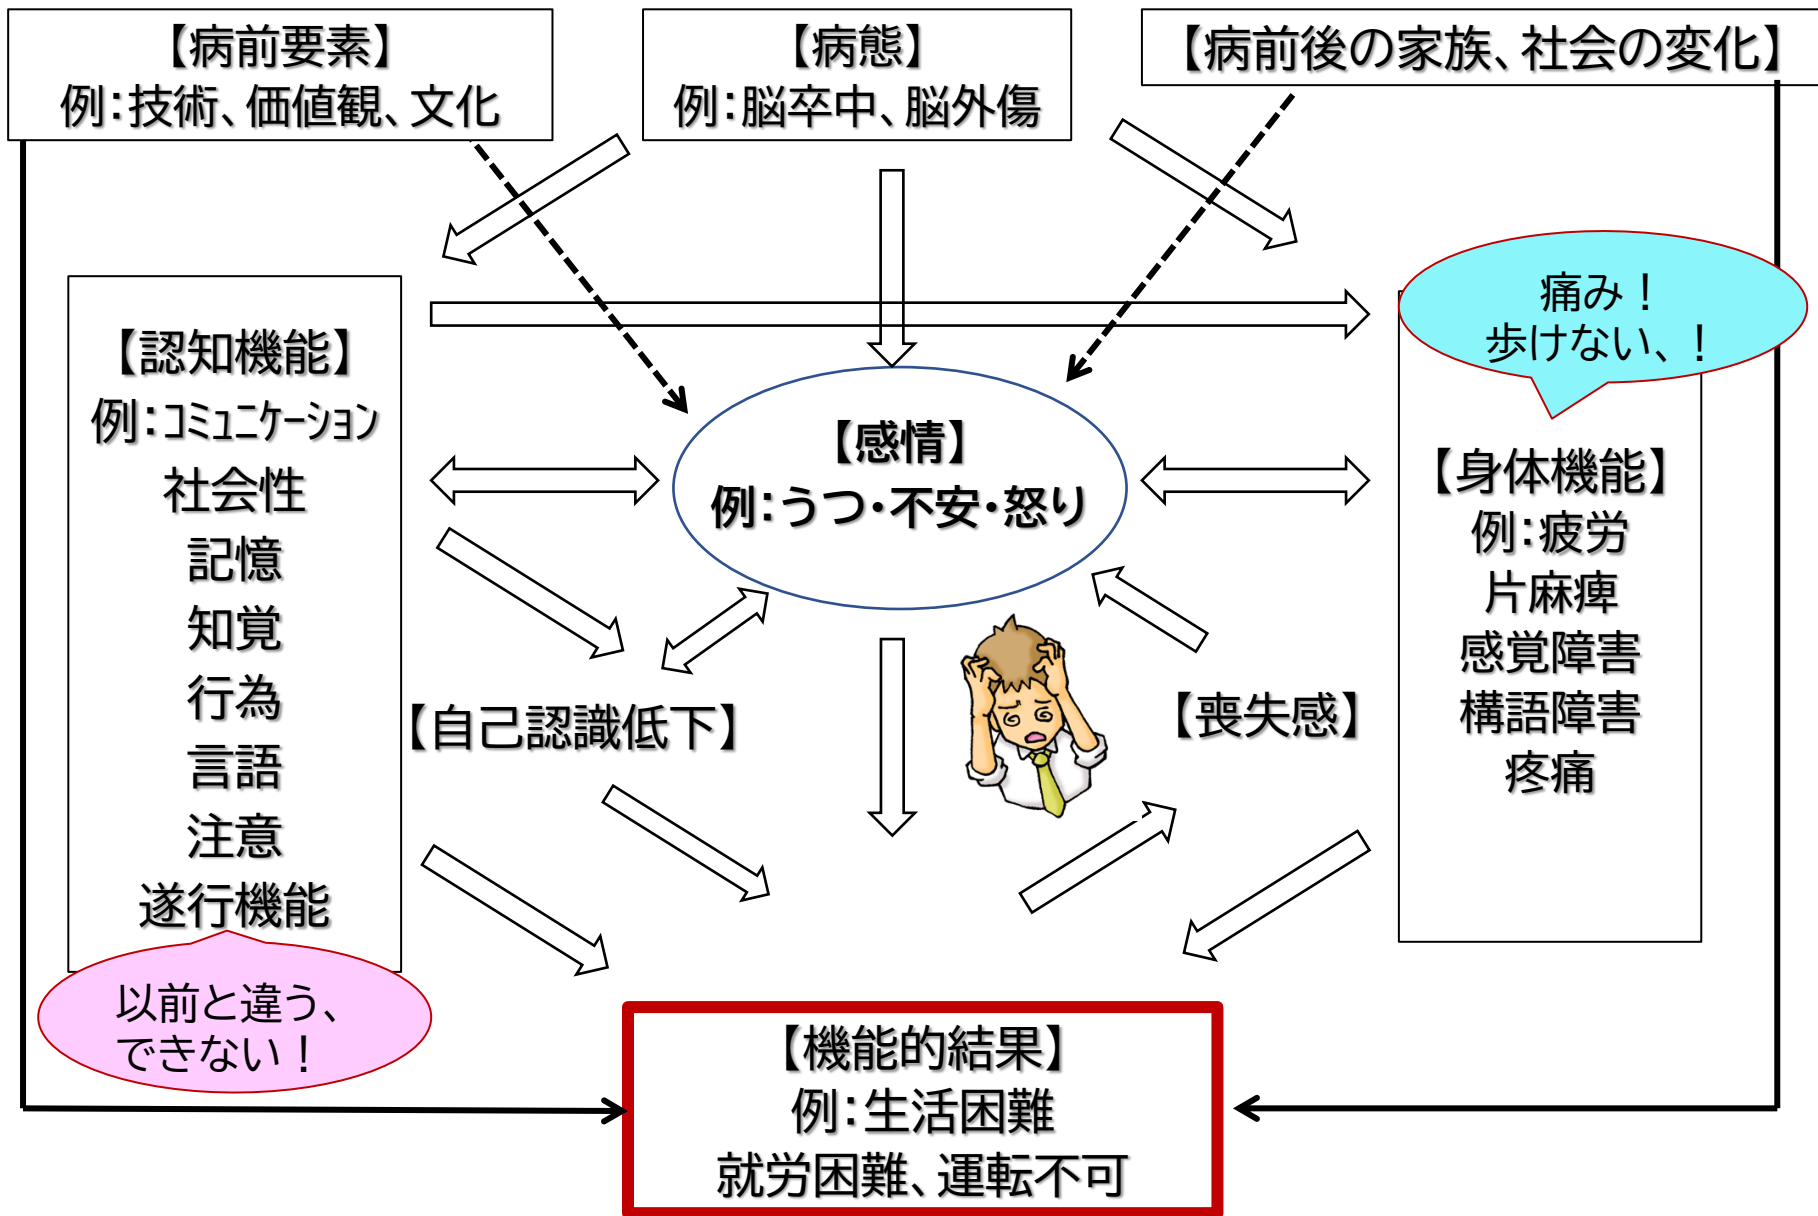 【病前要素】
例：技術、価値観、文化
【病態】
例：脳卒中、脳外傷
【病前後の家族、社会の変化】
痛み！
歩けない、！
【認知機能】
例：ｺﾐｭﾆｹｰｼｮﾝ
社会性
記憶
知覚
行為
言語
注意
遂行機能
【感情】
例：うつ・不安・怒り
【身体機能】
例：疲労
片麻痺
感覚障害
構語障害
疼痛
【自己認識低下】
【喪失感】
以前と違う、
できない！
【機能的結果】
例：生活困難
就労困難、運転不可